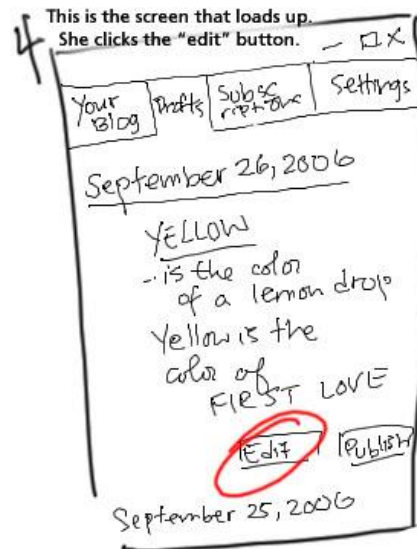 4
This is the screen that loads up.
She clicks the "edit" button.
Your Blog Drafts Subsc riptions Settings
September 26, 2006
YELLOW
... is the color
of a lemon drop
Yellow is the
color of
FIRST LOVE
Edit Publish
September 25, 2006